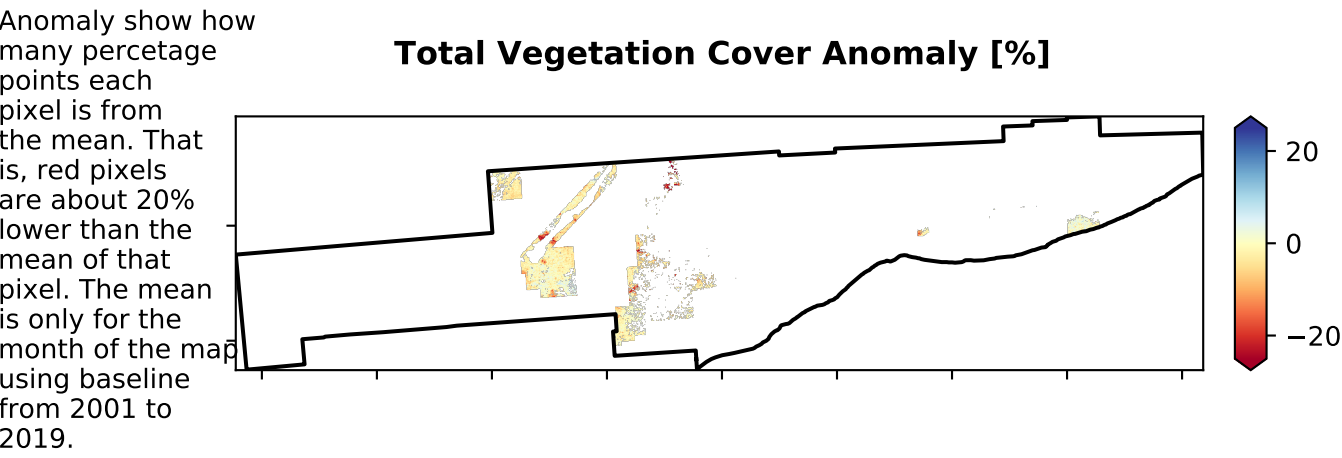 Anomaly show how
many percetage
points each
pixel is from
the mean. That
is, red pixels
are about 20%
lower than the
mean of that
pixel. The mean
is only for the
month of the map
using baseline
from 2001 to
2019.
Total Vegetation Cover Anomaly [%]
20
0
−20